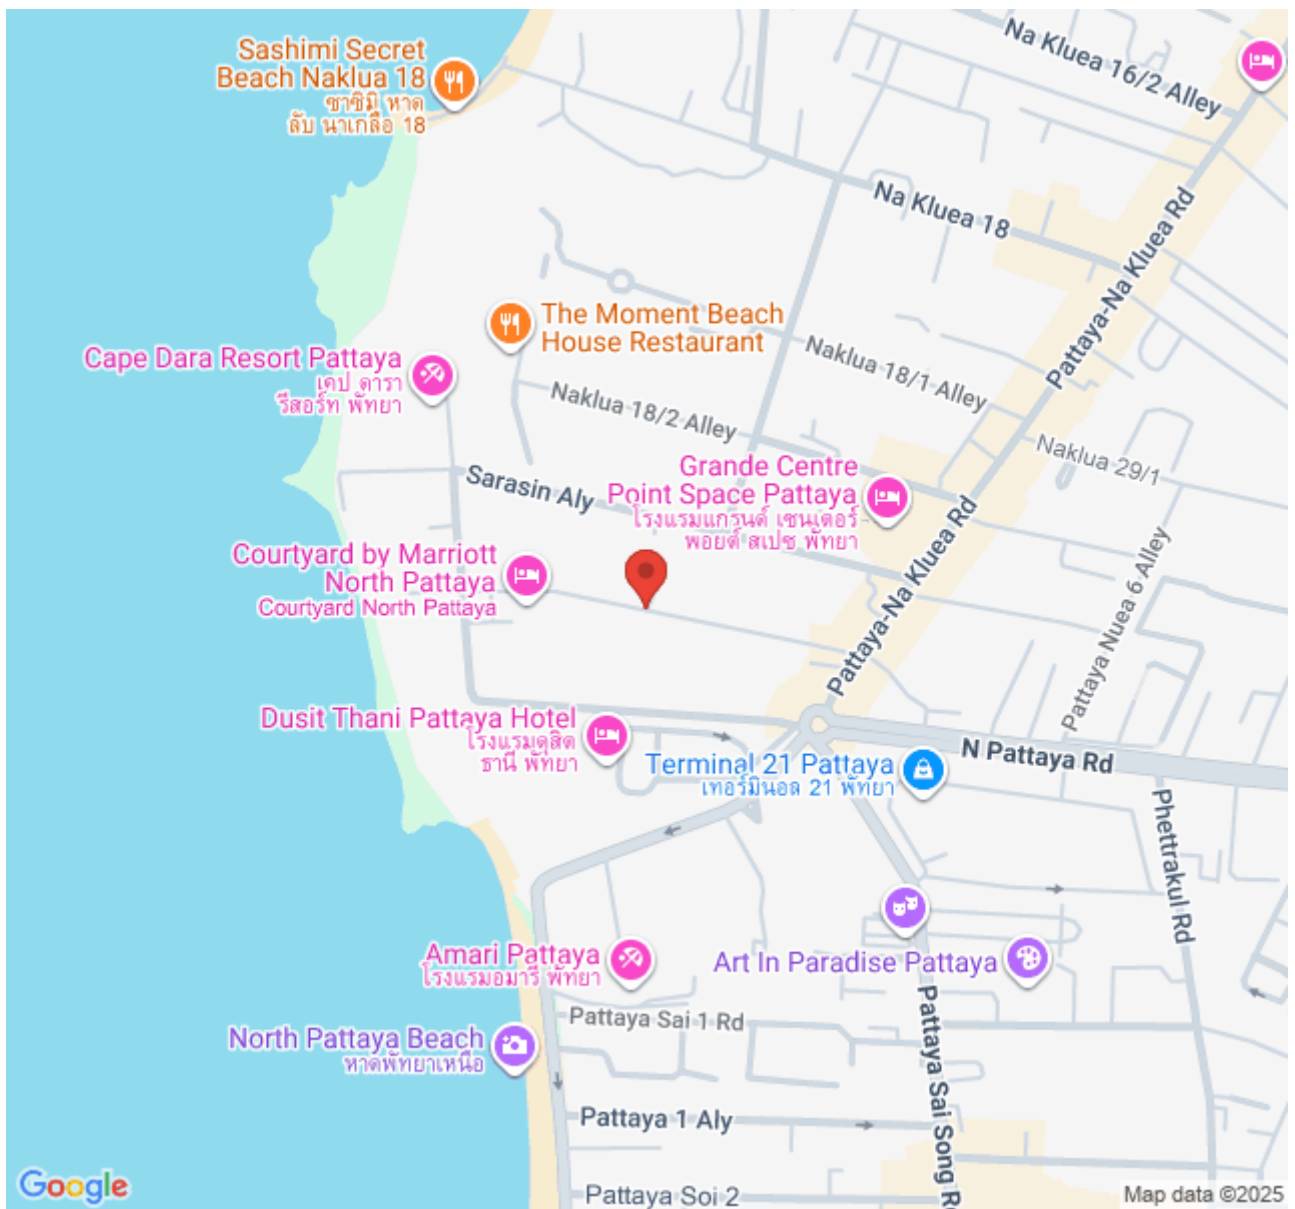 Na Kluea 16/2 Alley
Sashimi Secret
Beach Naklua 18
ซาชิมิ หาด
ลับ นาเกลือ 18
Na Kluea 18
Pattaya-Na Kluea Rd
The Moment Beach
House Restaurant
Naklua 18/1 Alley
Cape Dara Resort Pattaya
เคป ดารา
รีสอร์ท พัทยา
Naklua 18/2 Alley
Naklua 29/1
Grande Centre
Point Space Pattaya
โรงแรมแกรนด์ เซนเตอร์
พอยต์ สเปซ พัทยา
Sarasin Aly
Pattaya-Na Kluea Rd
Pattaya Nuea 6 Alley
Courtyard by Marriott
North Pattaya
Courtyard North Pattaya
Dusit Thani Pattaya Hotel
โรงแรมดุสิต
ธานี พัทยา
N Pattaya Rd
Terminal 21 Pattaya
เทอร์มินอล 21 พัทยา
Phettrakul Rd
Amari Pattaya
โรงแรมอมารี พัทยา
Art In Paradise Pattaya
Pattaya Sai 1 Rd
Pattaya Sai Song R
North Pattaya Beach
หาดพัทยาเหนือ
Pattaya 1 Aly
Pattaya Soi 2
Google
Map data ©2025